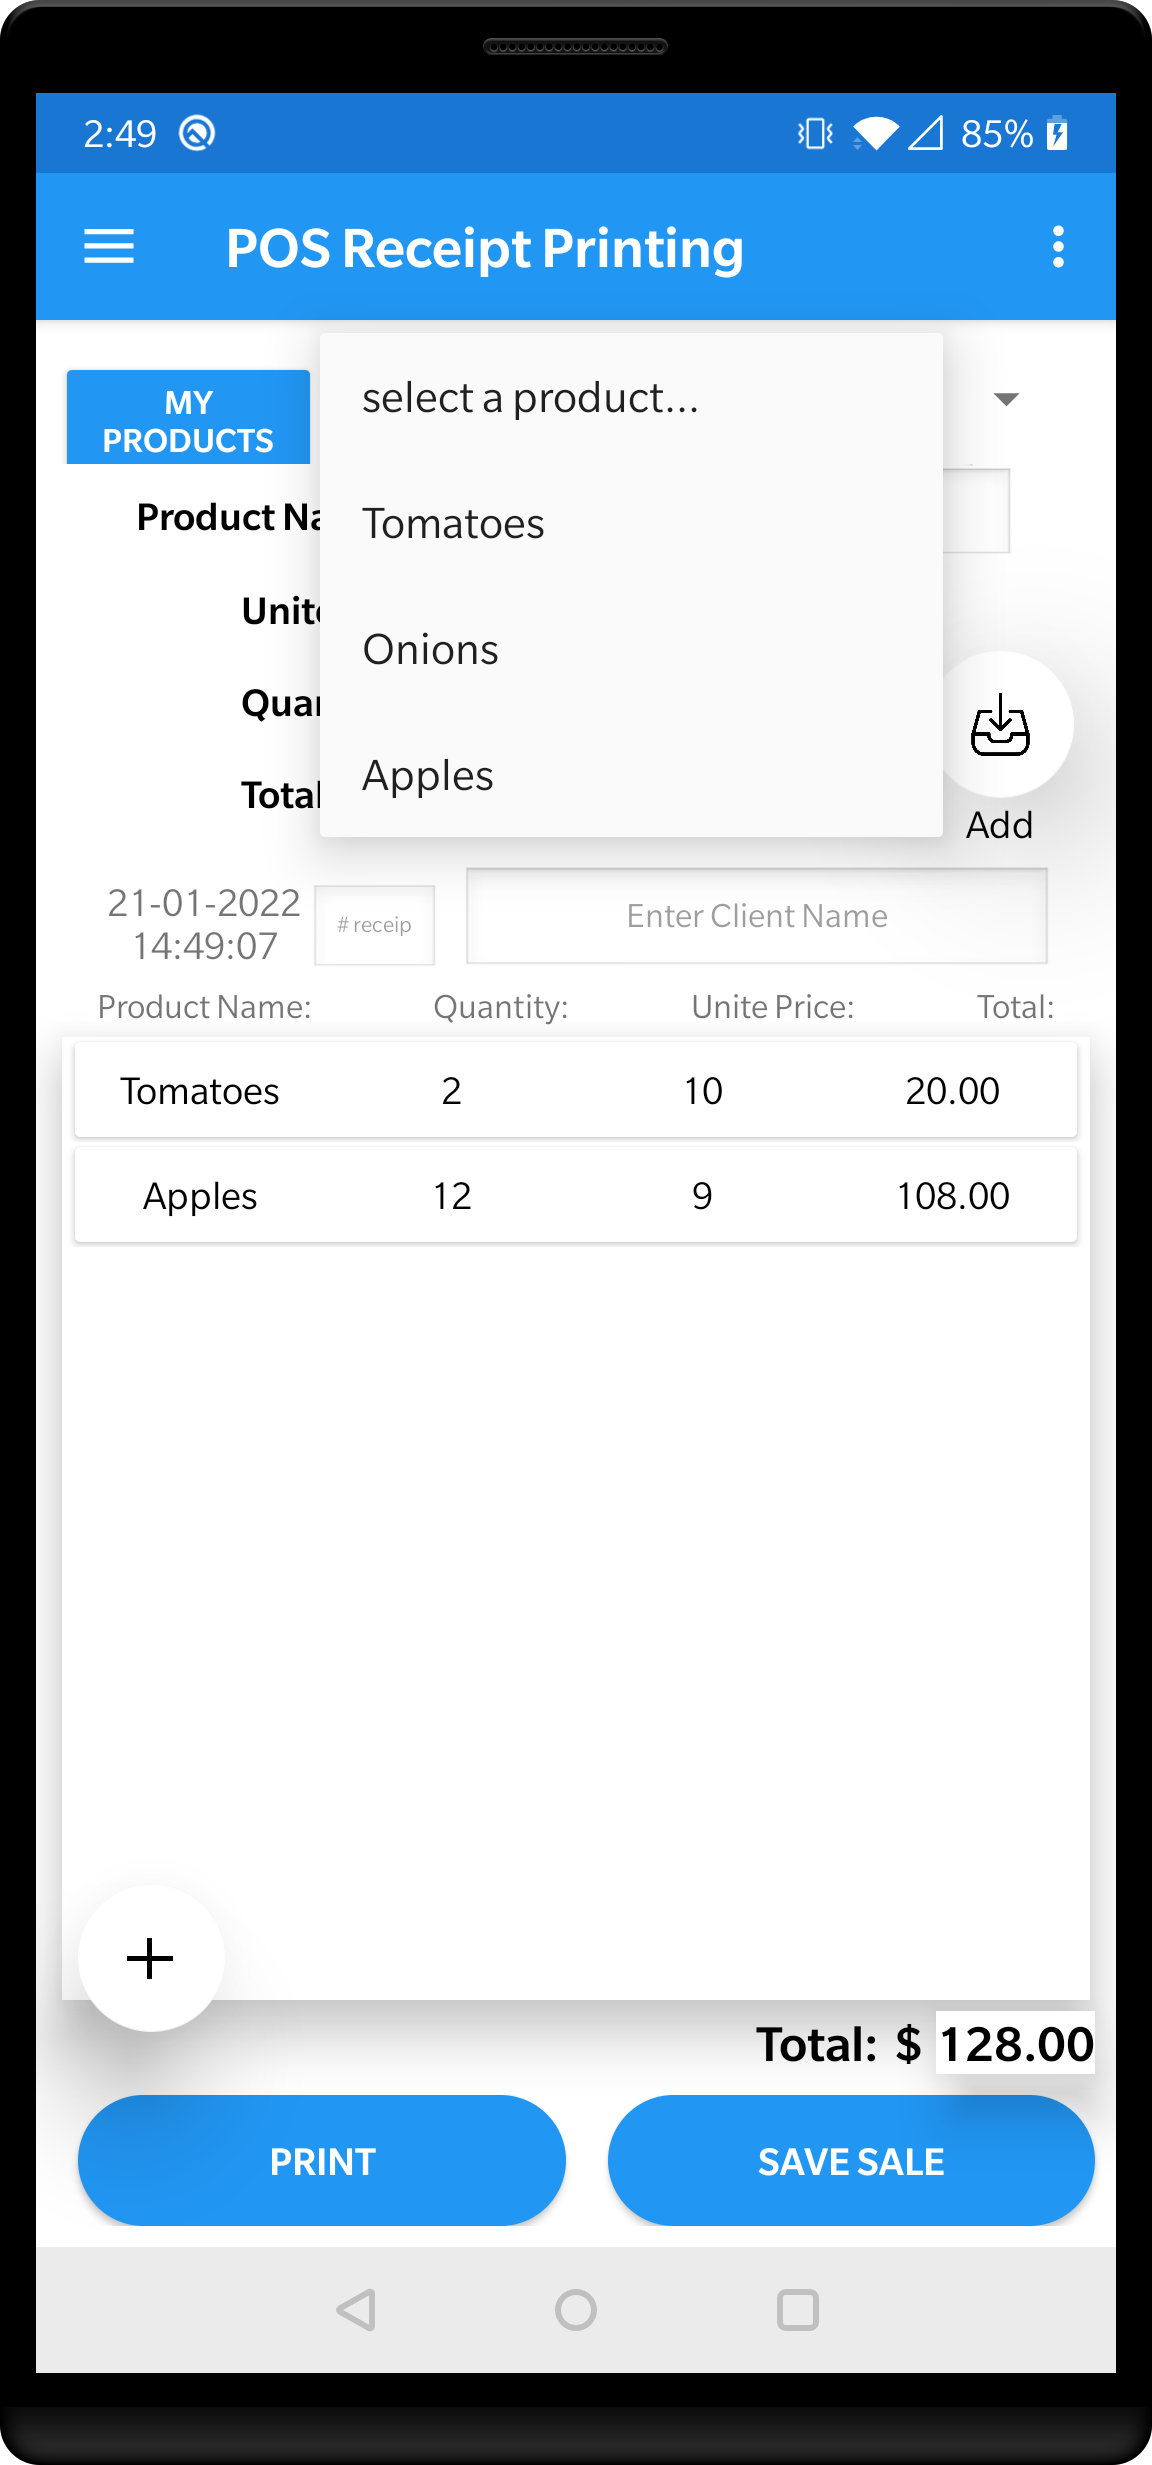 2:49 85%
POS Receipt Printing
MY
PRODUCTS
select a product...
Tomatoes
Onions
Apples
Product Na
Unite
Quan
Total
Add
21-01-2022
14:49:07
# receip
Enter Client Name
Product Name: Quantity: Unite Price: Total:
Tomatoes 2 10 20.00
Apples 12 9 108.00
Total: $ 128.00
PRINT
SAVE SALE